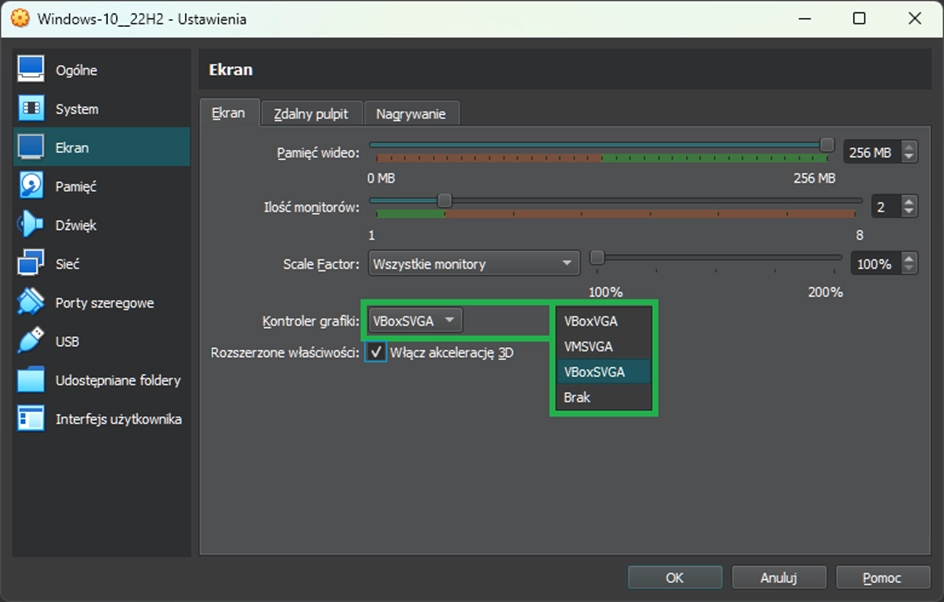 Windows-10__22H2 - Ustawienia
Ogólne
System
Ekran
Pamięć
Dźwięk
Sieć
Porty szeregowe
USB
Udostępniane foldery
Interfejs użytkownika
Ekran
Ekran Zdalny pulpit Nagrywanie
Pamięć wideo: 256 MB
0 MB 256 MB
Ilość monitorów: 2
1 8
Scale Factor: Wszystkie monitory 100%
100% 200%
Kontroler grafiki: VBoxSVGA
Rozszerzone właściwości: Włącz akcelerację 3D
VBoxVGA
VMSVGA
VBoxSVGA
Brak
OK Anuluj Pomoc